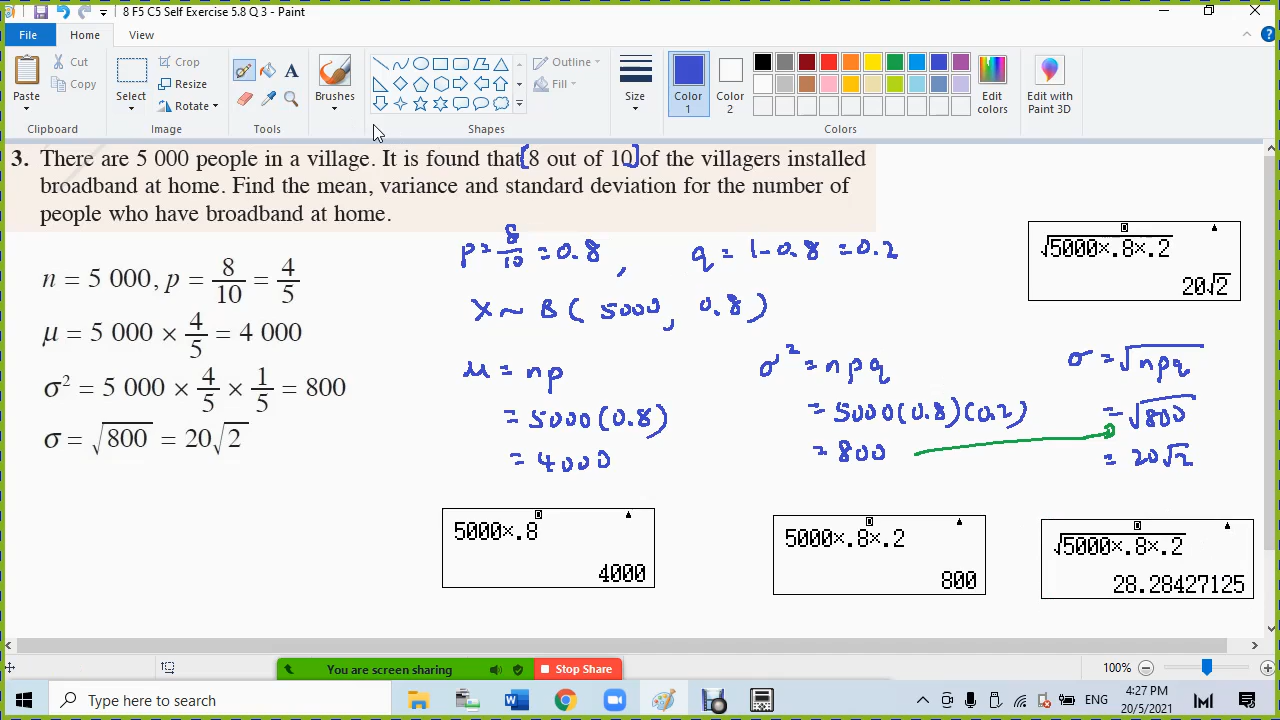 8 F5 C5 Self Exercise 5.8 Q 3 - Paint
File Home View
Paste Cut Copy Clipboard
Select Crop Resize Rotate Image
Tools
Brushes
Outline Fill Shapes
Size
Color 1 Color 2 Edit colors Colors
Edit with Paint 3D
3. There are 5 000 people in a village. It is found that [8 out of 10] of the villagers installed
broadband at home. Find the mean, variance and standard deviation for the number of
people who have broadband at home.
n = 5 000, p = 8/10 = 4/5
μ = 5 000 × 4/5 = 4 000
σ² = 5 000 × 4/5 × 1/5 = 800
σ = √800 = 20√2
p = 8/10 = 0.8, q = 1-0.8 = 0.2
X ~ B(5000, 0.8)
μ = np
= 5000(0.8)
= 4000
σ² = npq
= 5000(0.8)(0.2)
= 800
σ = √npq
= √800
= 20√2
√5000×.8×.2
20√2
5000×.8
4000
5000×.8×.2
800
√5000×.8×.2
28.28427125
100%
You are screen sharing Stop Share
Type here to search
ENG
4:27 PM
20/5/2021